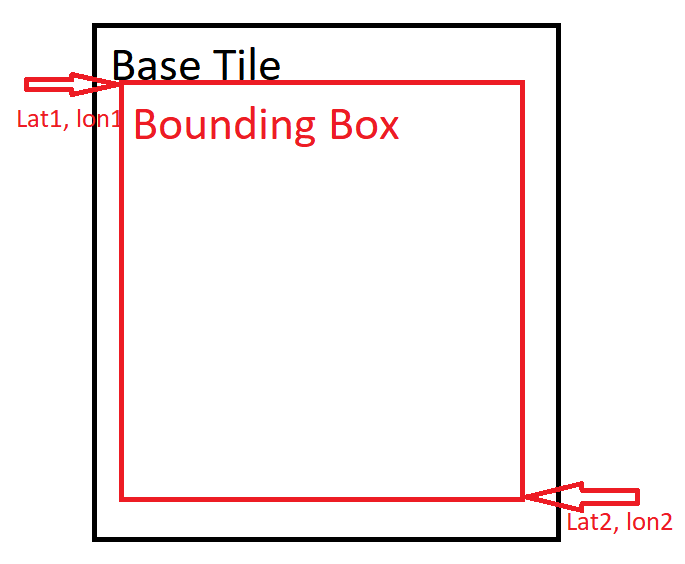 Base Tile
Lat1, lon1
Bounding Box
Lat2, lon2